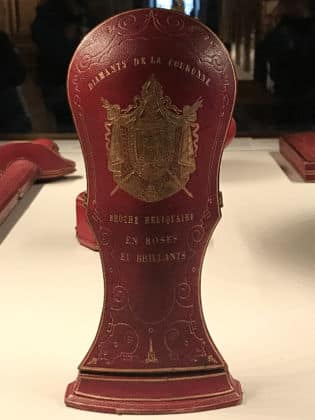 DIAMANTS DE LA COURONNE
BROCHE RELIQUAIRE
EN ROSES
ET BRILLANTS